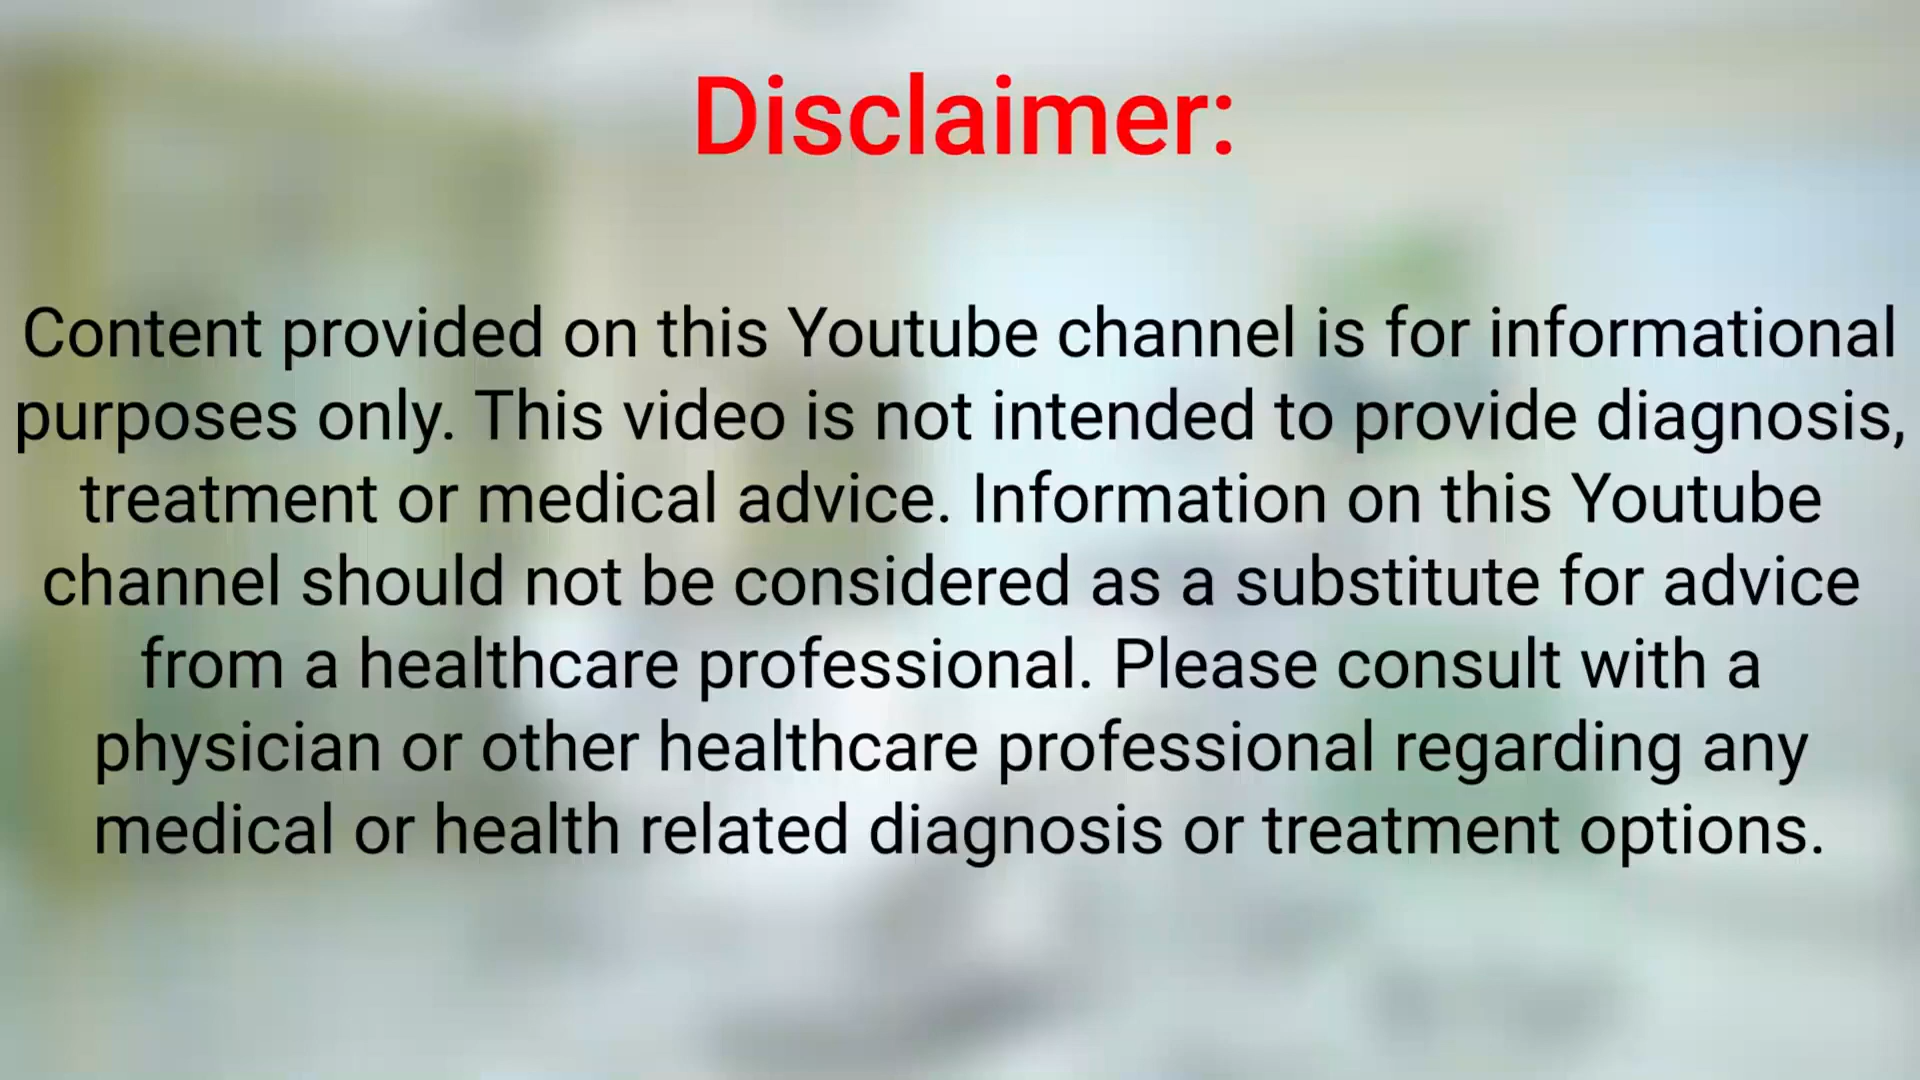 Disclaimer:
Content provided on this Youtube channel is for informational
purposes only. This video is not intended to provide diagnosis,
treatment or medical advice. Information on this Youtube
channel should not be considered as a substitute for advice
from a healthcare professional. Please consult with a
physician or other healthcare professional regarding any
medical or health related diagnosis or treatment options.